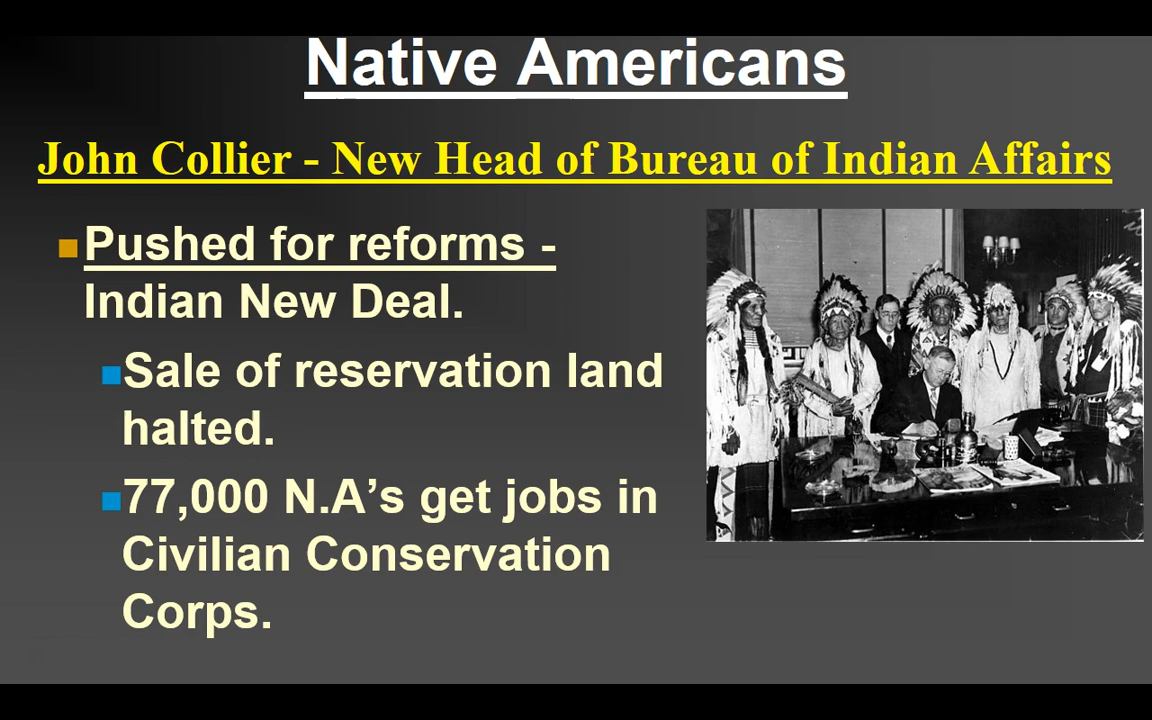 Native Americans
John Collier - New Head of Bureau of Indian Affairs
Pushed for reforms -
Indian New Deal.
Sale of reservation land
halted.
77,000 N.A’s get jobs in
Civilian Conservation
Corps.